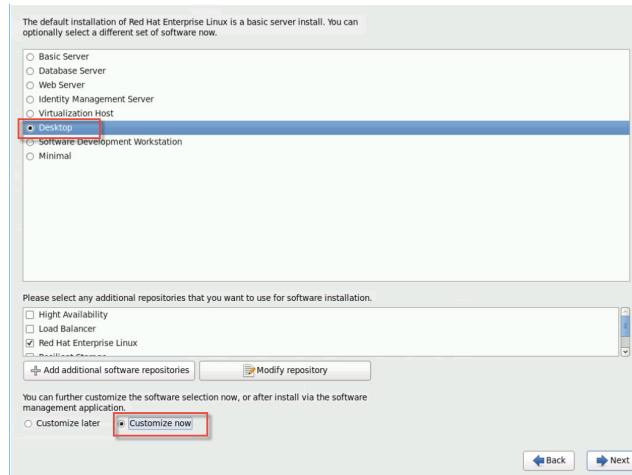 The default installation of Red Hat Enterprise Linux is a basic server install. You can
optionally select a different set of software now.
Basic Server
Database Server
Web Server
Identity Management Server
Virtualization Host
Desktop
Software Development Workstation
Minimal
Please select any additional repositories that you want to use for software installation.
Hight Availability
Load Balancer
Red Hat Enterprise Linux
Resilient Storage
Add additional software repositories
Modify repository
You can further customize the software selection now, or after install via the software
management application.
Customize later
Customize now
Back
Next